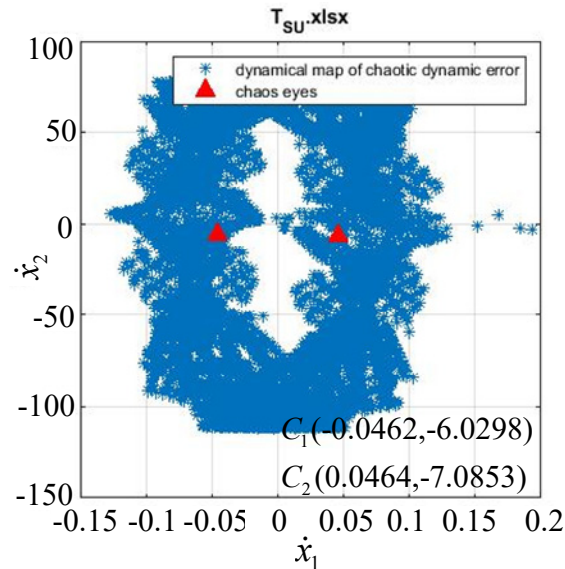 T_SU.xlsx
100
dynamical map of chaotic dynamic error
chaos eyes
50
0
-50
-100
-150
ẋ₂
C₁(-0.0462,-6.0298)
C₂(0.0464,-7.0853)
-0.15 -0.1 -0.05 0 0.05 0.1 0.15 0.2
ẋ₁